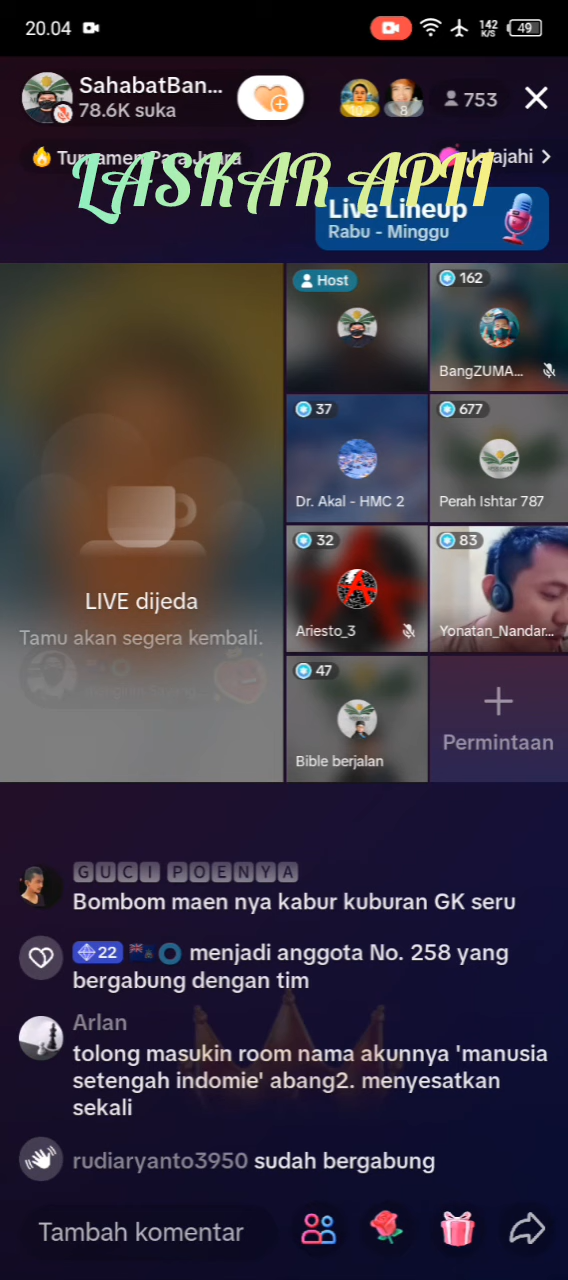 20.04
142
K/S
49
SahabatBan...
78.6K suka
10
8
753
Turnamen Para Juara
Jelajahi
LASKAR APII
Live Lineup
Rabu - Minggu
Host
162
BangZUMA...
37
677
Dr. Akal - HMC 2
Perah Ishtar 787
32
83
Ariesto_3
Yonatan_Nandar...
LIVE dijeda
Tamu akan segera kembali.
47
Bible berjalan
Permintaan
GUCI POENYA
Bombom maen nya kabur kuburan GK seru
22 menjadi anggota No. 258 yang
bergabung dengan tim
Arlan
tolong masukin room nama akunnya 'manusia
setengah indomie' abang2. menyesatkan
sekali
rudiaryanto3950 sudah bergabung
Tambah komentar